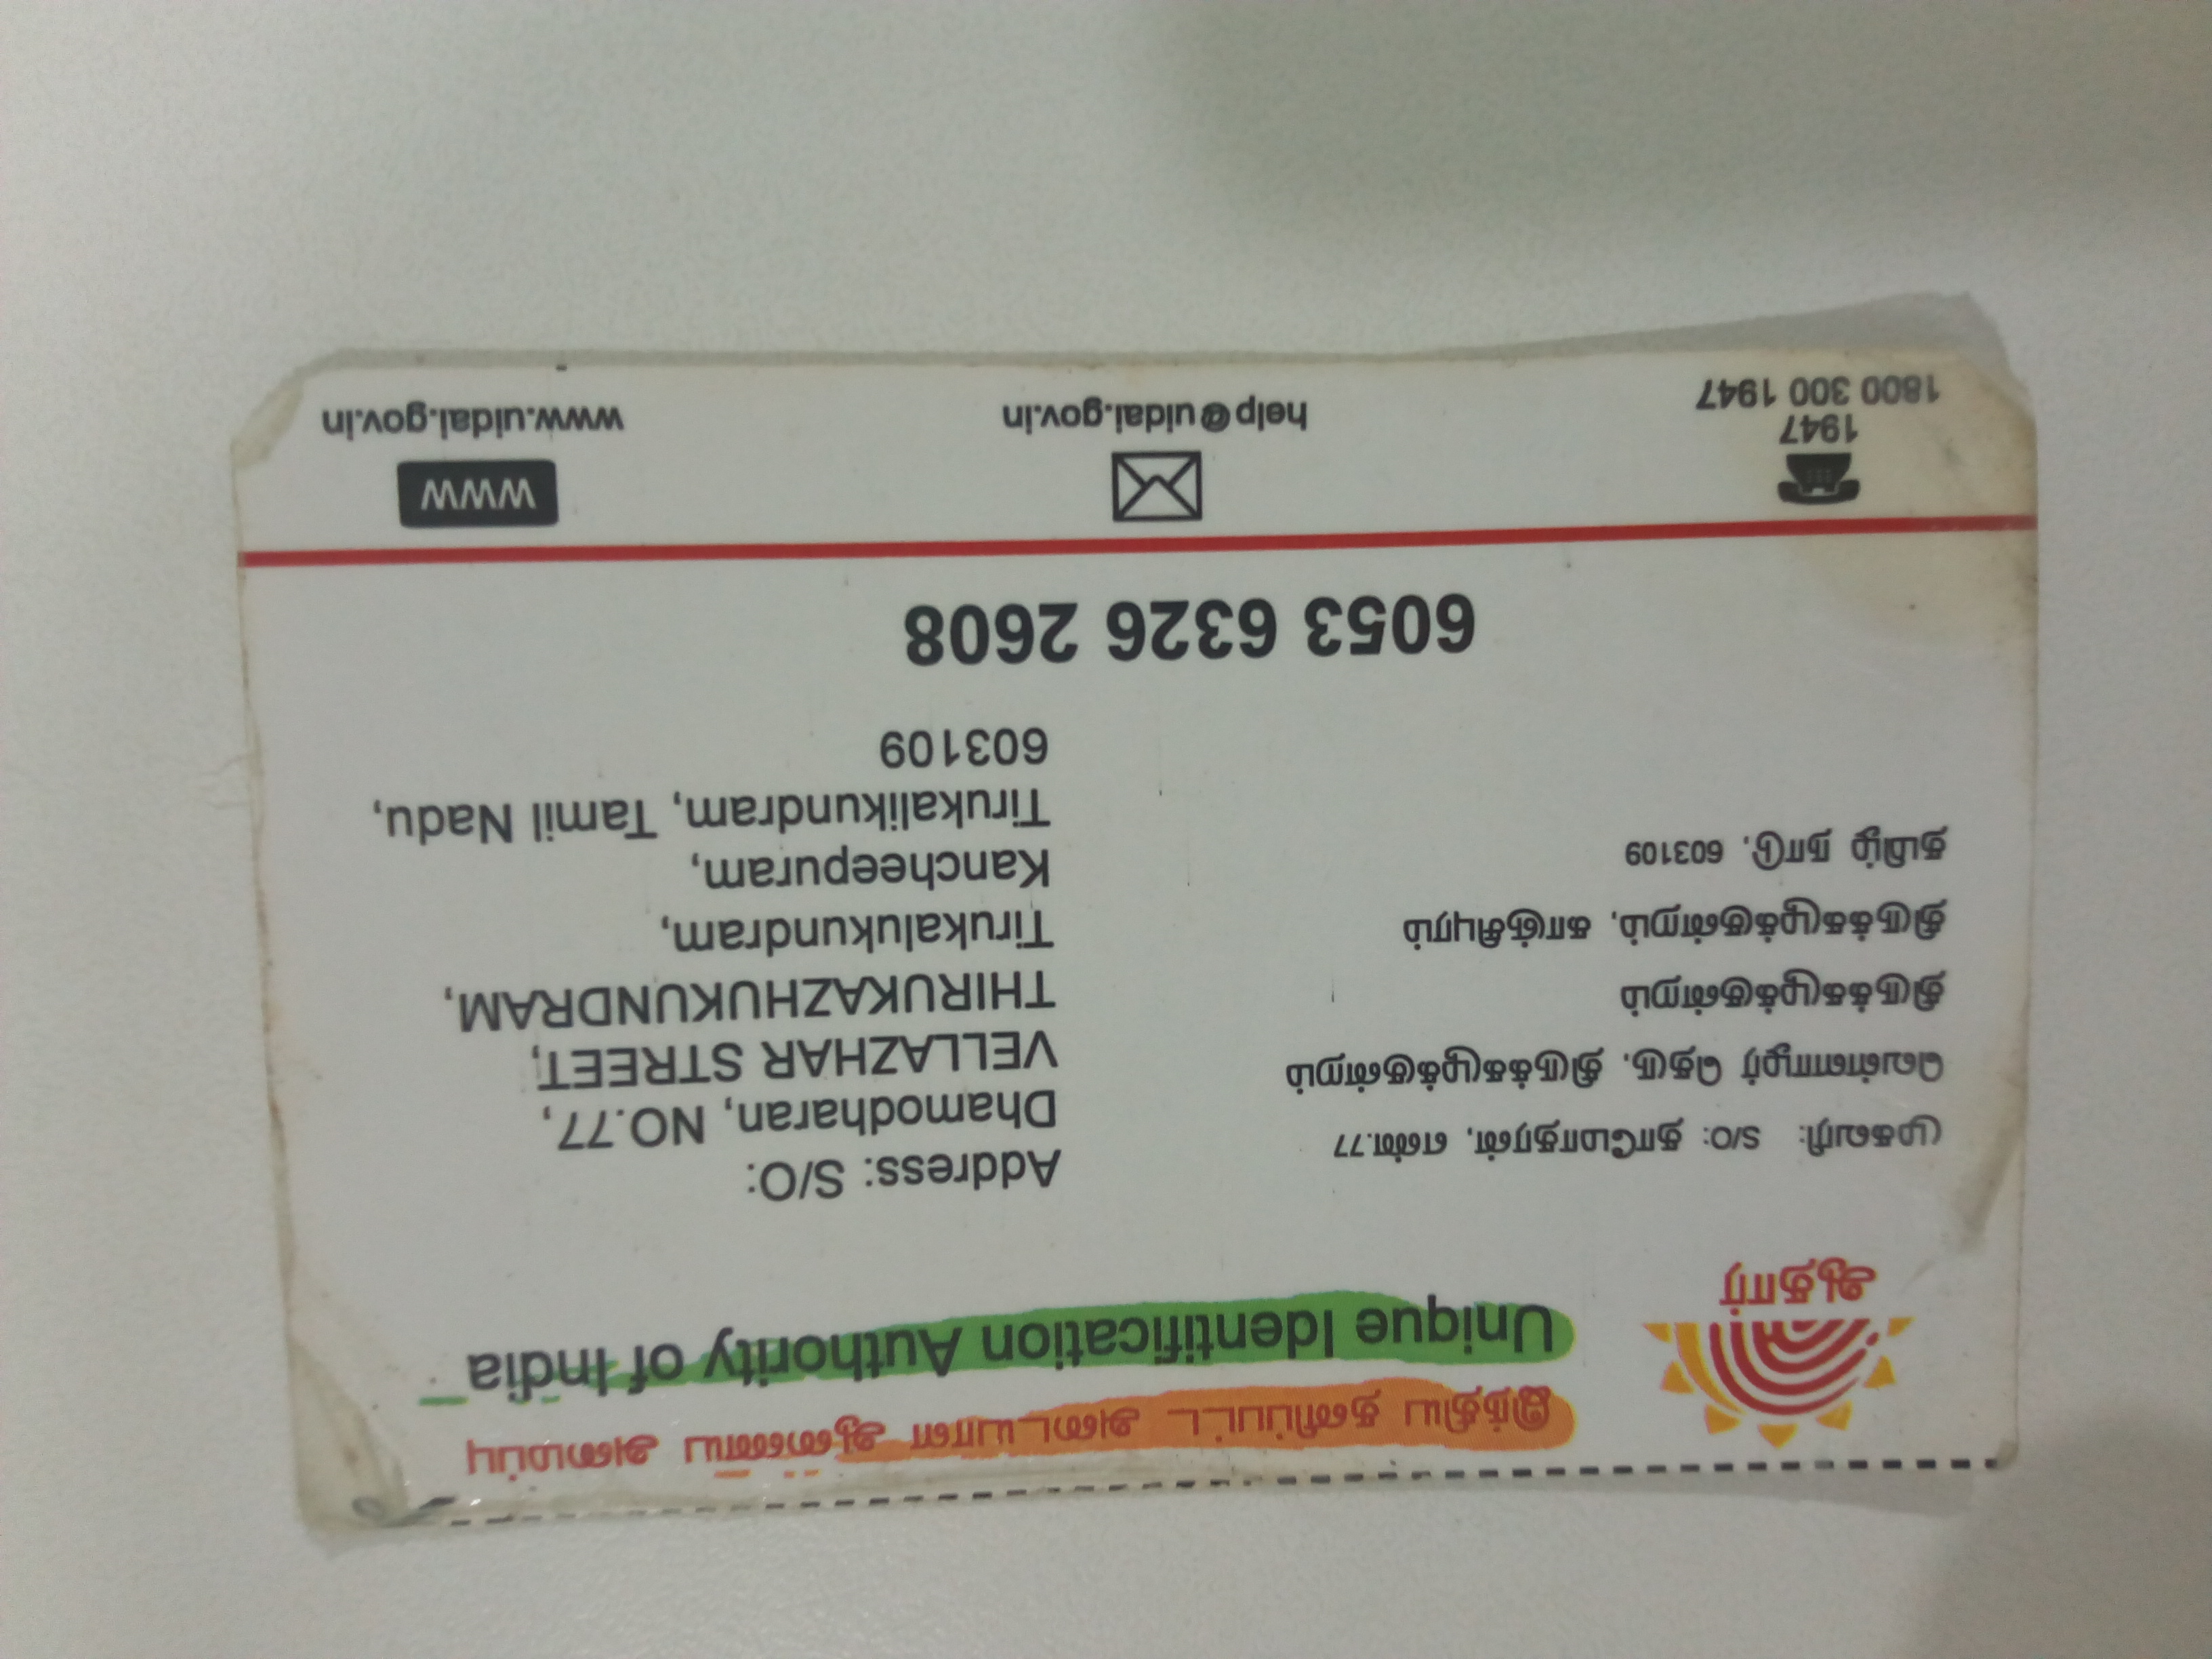 இந்திய தனிப்பட்ட அடையாள ஆணைய அமைப்பு
Unique Identification Authority of India
ஆதார்
முகவரி: S/O: தாமோதரன், எண்.77
வெள்ளாழர் தெரு, திருக்கழுக்குன்றம்
திருக்கழுக்குன்றம்
திருக்கழுக்குன்றம், காஞ்சிபுரம்
தமிழ் நாடு, 603109
Address: S/O:
Dhamodharan, NO.77,
VELLAZHAR STREET,
THIRUKAZHUKUNDRAM,
Tirukalukundram,
Kancheepuram,
Tirukalikundram, Tamil Nadu,
603109
6053 6326 2608
1947
1800 300 1947
help@uidai.gov.in
WWW
www.uidai.gov.in